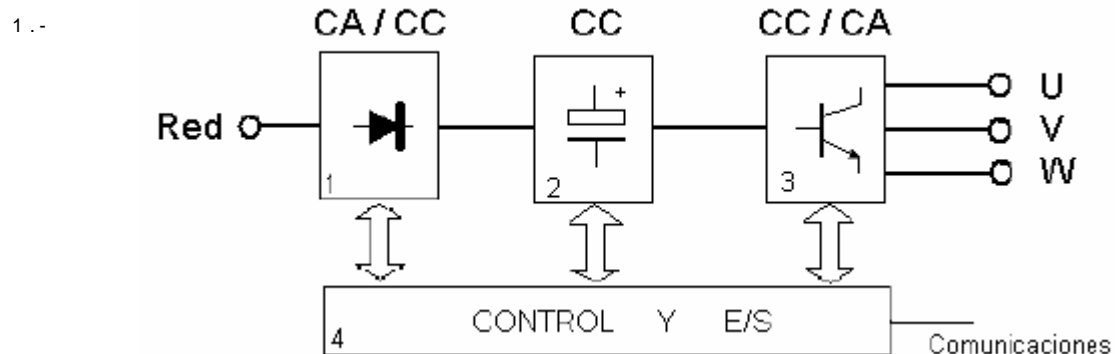 1.-
CA / CC
CC
CC / CA
Red
U
V
W
+
1
2
3
4
CONTROL Y E/S
Comunicaciones